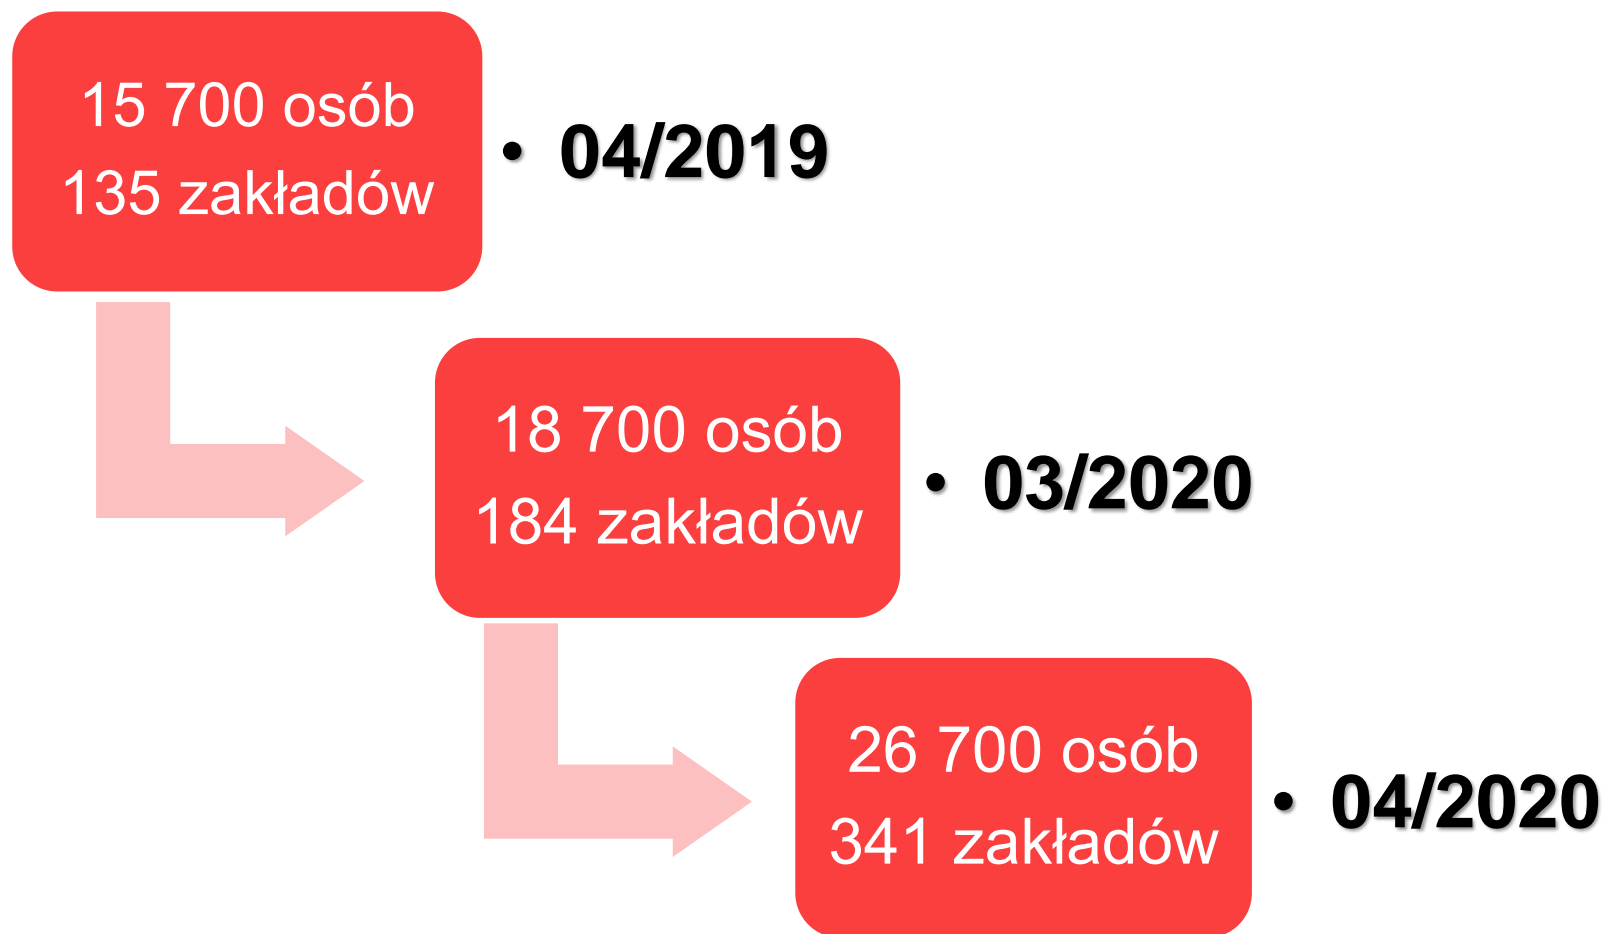 15 700 osób
135 zakładów
• 04/2019
18 700 osób
184 zakładów
• 03/2020
26 700 osób
341 zakładów
• 04/2020